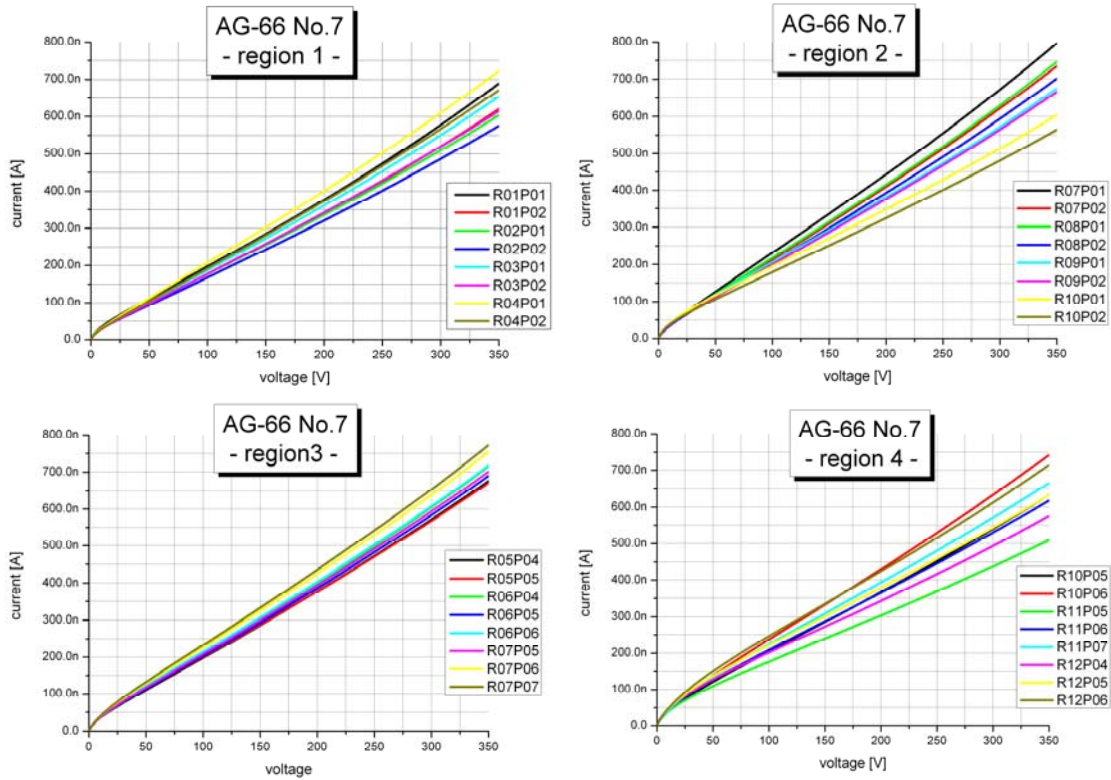 AG-66 No.7
- region 1 -
800.0n
700.0n
600.0n
500.0n
400.0n
300.0n
200.0n
100.0n
0.0
current [A]
0 50 100 150 200 250 300 350
voltage [V]
R01P01
R01P02
R02P01
R02P02
R03P01
R03P02
R04P01
R04P02
AG-66 No.7
- region 2 -
800.0n
700.0n
600.0n
500.0n
400.0n
300.0n
200.0n
100.0n
0.0
current [A]
0 50 100 150 200 250 300 350
voltage [V]
R07P01
R07P02
R08P01
R08P02
R09P01
R09P02
R10P01
R10P02
AG-66 No.7
- region3 -
800.0n
700.0n
600.0n
500.0n
400.0n
300.0n
200.0n
100.0n
0.0
current [A]
0 50 100 150 200 250 300 350
voltage
R05P04
R05P05
R06P04
R06P05
R06P06
R07P05
R07P06
R07P07
AG-66 No.7
- region 4 -
800.0n
700.0n
600.0n
500.0n
400.0n
300.0n
200.0n
100.0n
0.0
current [A]
0 50 100 150 200 250 300 350
voltage [V]
R10P05
R10P06
R11P05
R11P06
R11P07
R12P04
R12P05
R12P06